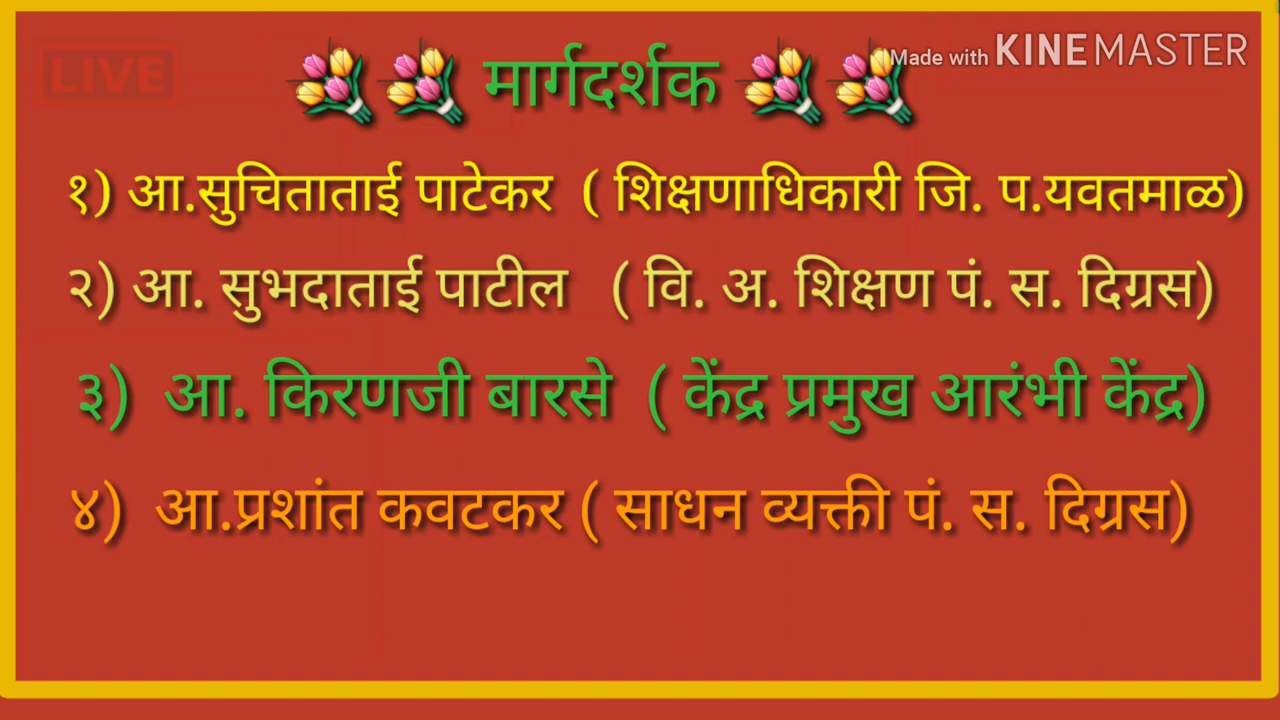 LIVE
💐💐 मार्गदर्शक 💐💐
Made with KINEMASTER
१) आ.सुचिताताई पाटेकर ( शिक्षणाधिकारी जि. प.यवतमाळ)
२) आ. सुभदाताई पाटील ( वि. अ. शिक्षण पं. स. दिग्रस)
३) आ. किरणजी बारसे ( केंद्र प्रमुख आरंभी केंद्र)
४) आ.प्रशांत कवटकर ( साधन व्यक्ती पं. स. दिग्रस)